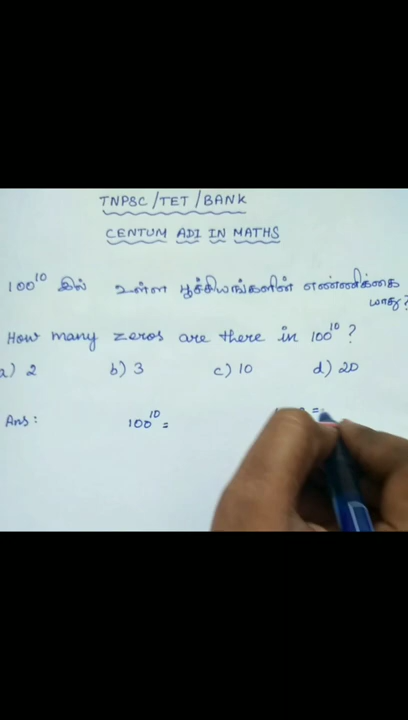 TNPSC/TET/BANK
CENTUM ADI IN MATHS
100¹⁰ இல் உள்ள பூச்சியங்களின் எண்ணிக்கை
யாது?
How many zeros are there in 100¹⁰ ?
a) 2 b) 3 c) 10 d) 20
Ans: 100¹⁰ =